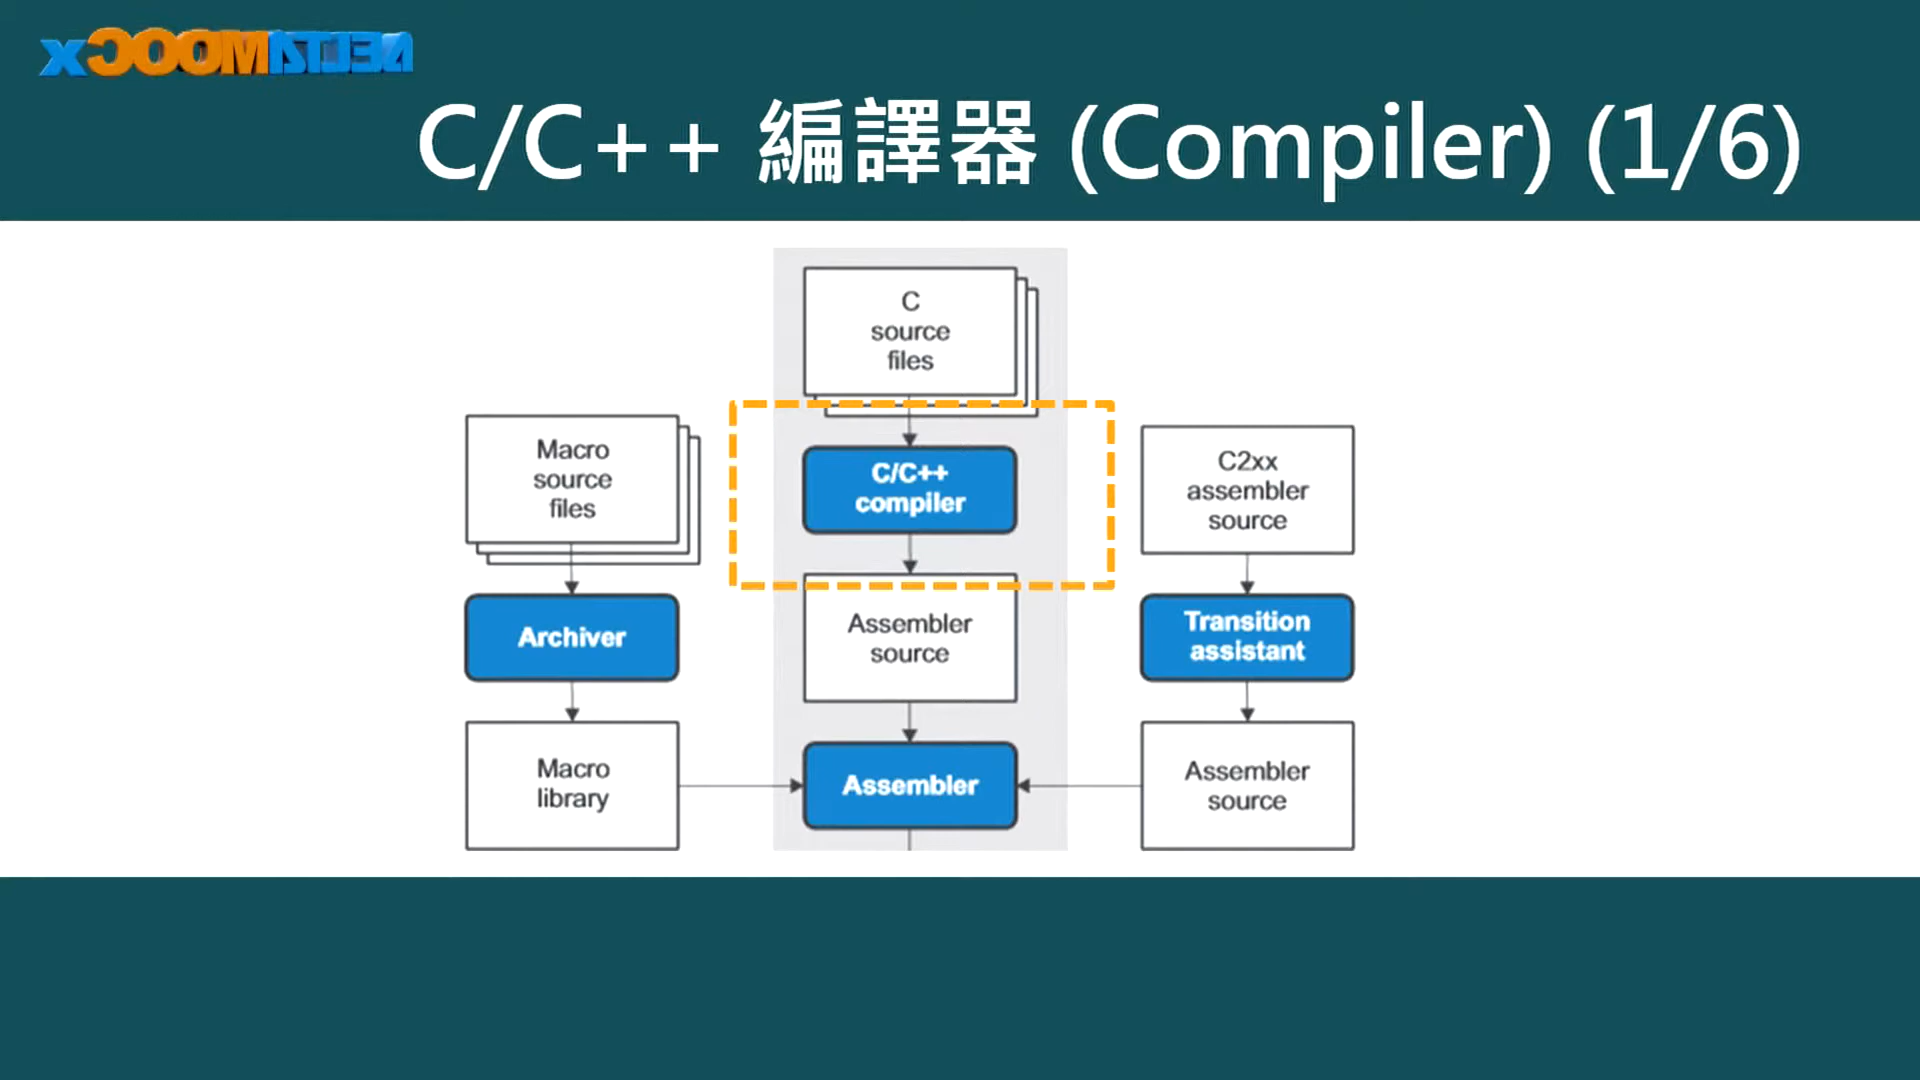 DELTAMOOCx
C/C++ 編譯器 (Compiler) (1/6)
C
source
files
C/C++
compiler
Assembler
source
Assembler
Macro
source
files
Archiver
Macro
library
C2xx
assembler
source
Transition
assistant
Assembler
source